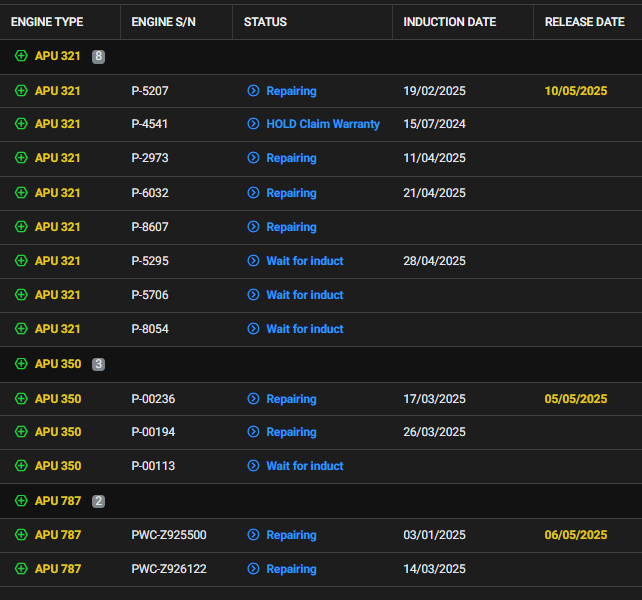 ENGINE TYPE ENGINE S/N STATUS INDUCTION DATE RELEASE DATE
APU 321 8
APU 321 P-5207 Repairing 19/02/2025 10/05/2025
APU 321 P-4541 HOLD Claim Warranty 15/07/2024
APU 321 P-2973 Repairing 11/04/2025
APU 321 P-6032 Repairing 21/04/2025
APU 321 P-8607 Repairing
APU 321 P-5295 Wait for induct 28/04/2025
APU 321 P-5706 Wait for induct
APU 321 P-8054 Wait for induct
APU 350 3
APU 350 P-00236 Repairing 17/03/2025 05/05/2025
APU 350 P-00194 Repairing 26/03/2025
APU 350 P-00113 Wait for induct
APU 787 2
APU 787 PWC-Z925500 Repairing 03/01/2025 06/05/2025
APU 787 PWC-Z926122 Repairing 14/03/2025